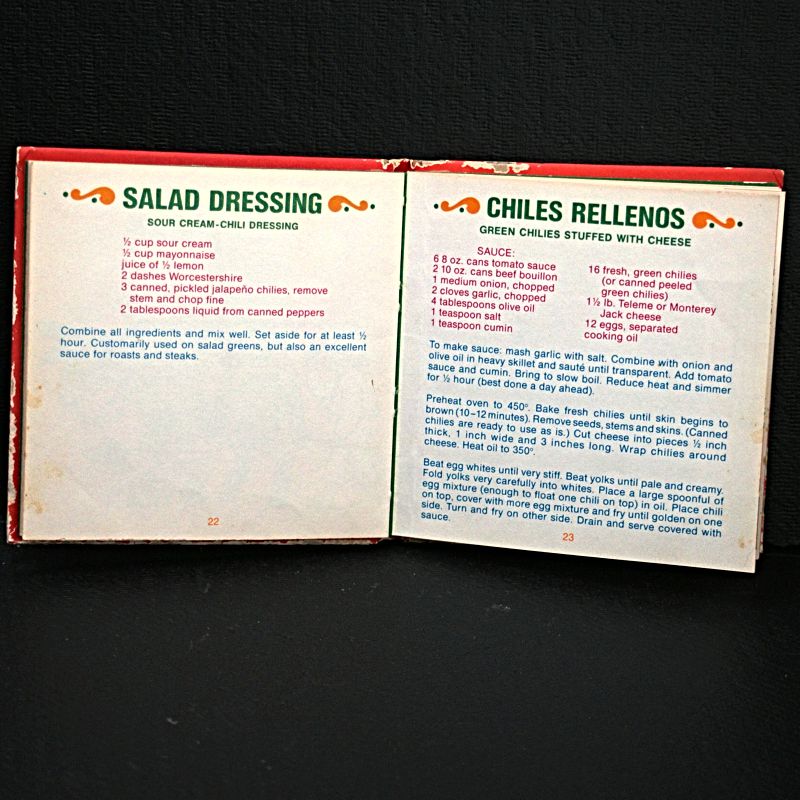 SALAD DRESSING
SOUR CREAM-CHILI DRESSING
½ cup sour cream
½ cup mayonnaise
juice of ½ lemon
2 dashes Worcestershire
3 canned, pickled jalapeño chilies, remove
stem and chop fine
2 tablespoons liquid from canned peppers
Combine all ingredients and mix well. Set aside for at least ½
hour. Customarily used on salad greens, but also an excellent
sauce for roasts and steaks.
22
CHILES RELLENOS
GREEN CHILIES STUFFED WITH CHEESE
SAUCE:
6 8 oz. cans tomato sauce
2 10 oz. cans beef bouillon
1 medium onion, chopped
2 cloves garlic, chopped
4 tablespoons olive oil
1 teaspoon salt
1 teaspoon cumin
16 fresh, green chilies
(or canned peeled
green chilies)
1½ lb. Teleme or Monterey
Jack cheese
12 eggs, separated
cooking oil
To make sauce: mash garlic with salt. Combine with onion and
olive oil in heavy skillet and sauté until transparent. Add tomato
sauce and cumin. Bring to slow boil. Reduce heat and simmer
for ½ hour (best done a day ahead).
Preheat oven to 450°. Bake fresh chilies until skin begins to
brown (10–12 minutes). Remove seeds, stems and skins. (Canned
chilies are ready to use as is.) Cut cheese into pieces ½ inch
thick, 1 inch wide and 3 inches long. Wrap chilies around
cheese. Heat oil to 350°.
Beat egg whites until very stiff. Beat yolks until pale and creamy.
Fold yolks very carefully into whites. Place a large spoonful of
egg mixture (enough to float one chili on top) in oil. Place chili
on top, cover with more egg mixture and fry until golden on one
side. Turn and fry on other side. Drain and serve covered with
sauce.
23